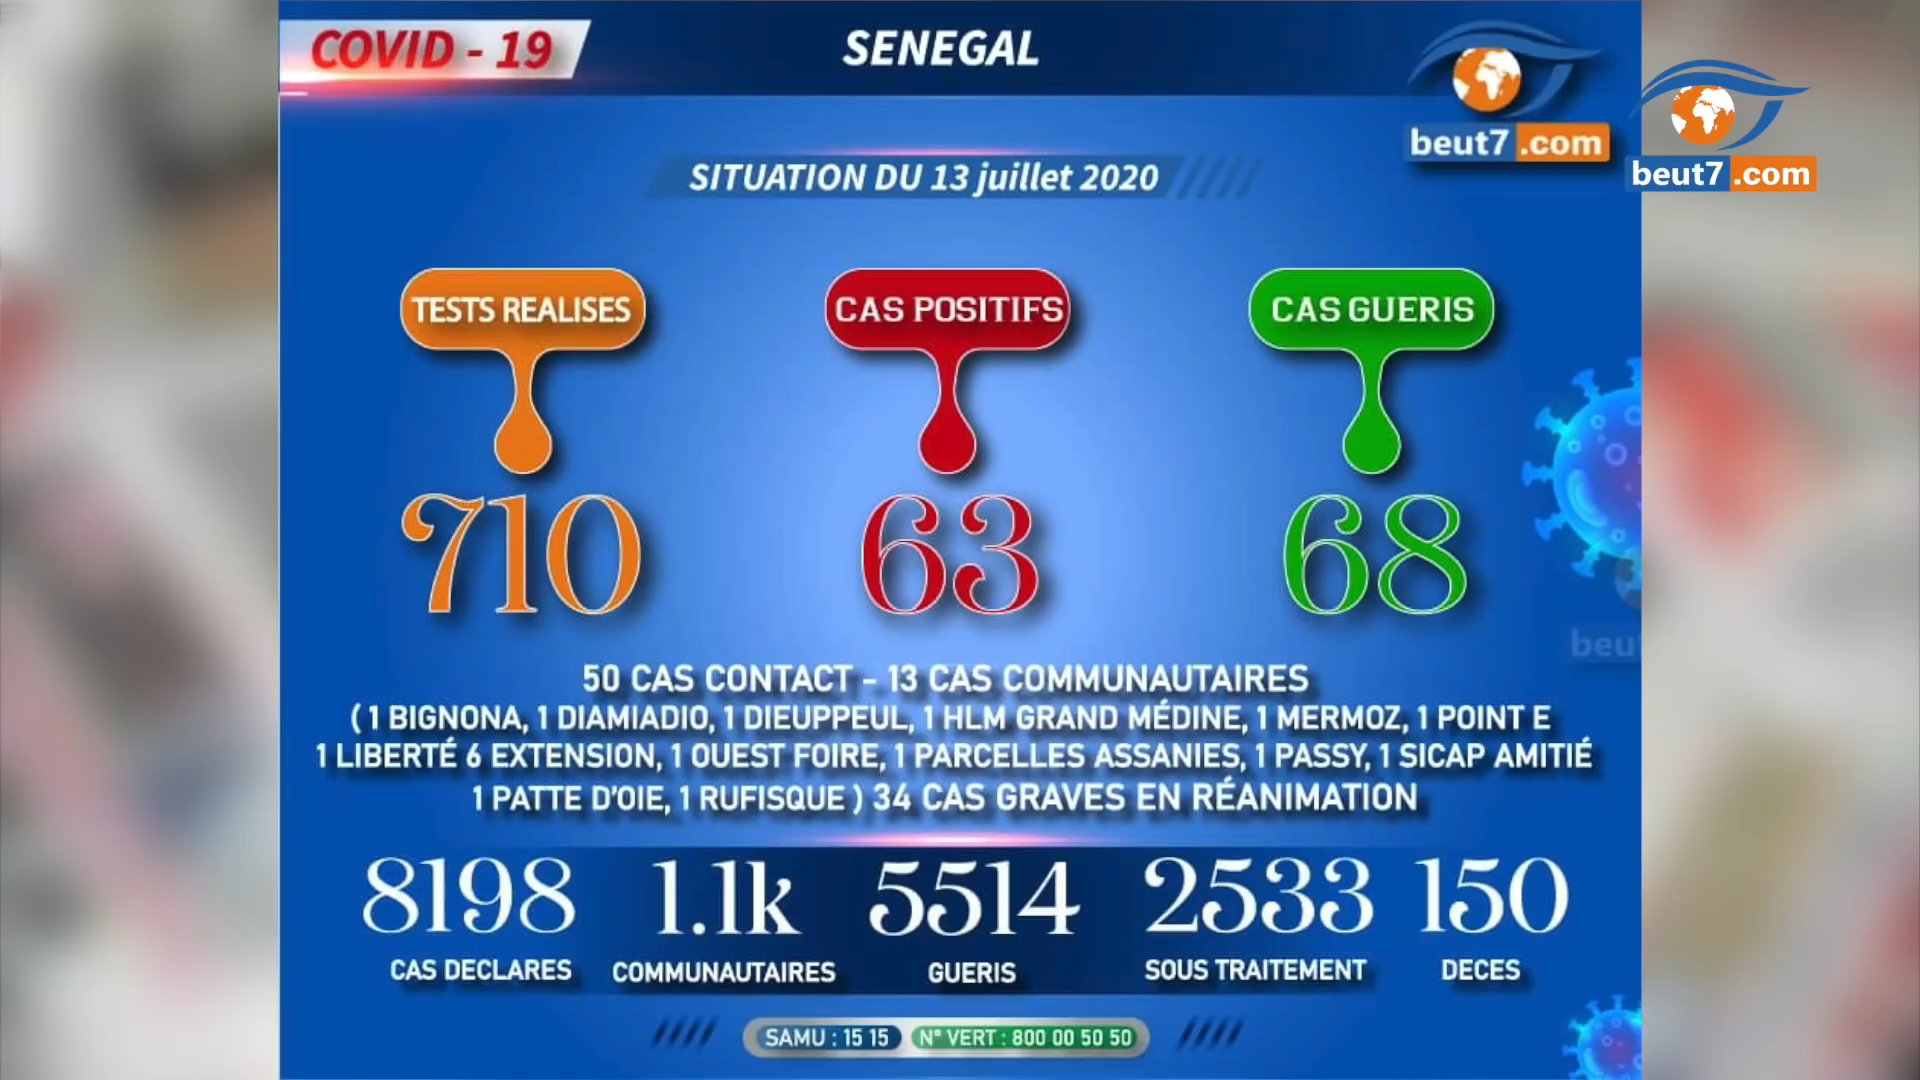 COVID - 19
SENEGAL
beut7.com
beut7.com
SITUATION DU 13 juillet 2020
TESTS REALISES
CAS POSITIFS
CAS GUERIS
710
63
68
beut
50 CAS CONTACT - 13 CAS COMMUNAUTAIRES
( 1 BIGNONA, 1 DIAMIADIO, 1 DIEUPPEUL, 1 HLM GRAND MÉDINE, 1 MERMOZ, 1 POINT E
1 LIBERTÉ 6 EXTENSION, 1 OUEST FOIRE, 1 PARCELLES ASSANIES, 1 PASSY, 1 SICAP AMITIÉ
1 PATTE D'OIE, 1 RUFISQUE ) 34 CAS GRAVES EN RÉANIMATION
8198
1.1k
5514
2533
150
CAS DECLARES
COMMUNAUTAIRES
GUERIS
SOUS TRAITEMENT
DECES
SAMU : 15 15
N° VERT : 800 00 50 50